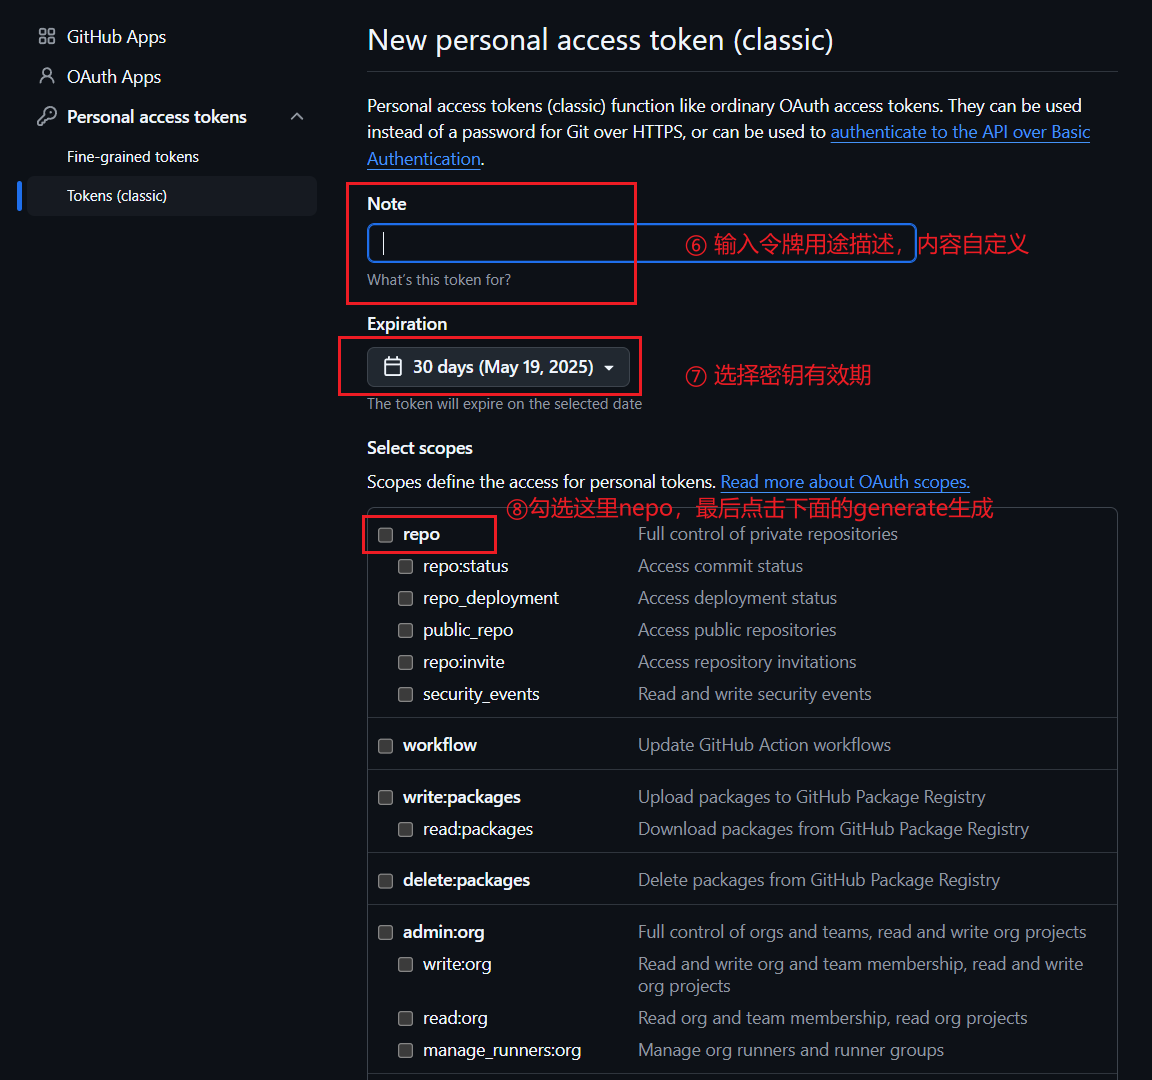 GitHub Apps
OAuth Apps
Personal access tokens
Fine-grained tokens
Tokens (classic)
New personal access token (classic)
Personal access tokens (classic) function like ordinary OAuth access tokens. They can be used
instead of a password for Git over HTTPS, or can be used to authenticate to the API over Basic
Authentication.
Note
⑥ 输入令牌用途描述，内容自定义
What's this token for?
Expiration
30 days (May 19, 2025)
⑦ 选择密钥有效期
The token will expire on the selected date
Select scopes
Scopes define the access for personal tokens. Read more about OAuth scopes.
⑧勾选这里nepo，最后点击下面的generate生成
repo Full control of private repositories
repo:status Access commit status
repo_deployment Access deployment status
public_repo Access public repositories
repo:invite Access repository invitations
security_events Read and write security events
workflow Update GitHub Action workflows
write:packages Upload packages to GitHub Package Registry
read:packages Download packages from GitHub Package Registry
delete:packages Delete packages from GitHub Package Registry
admin:org Full control of orgs and teams, read and write org projects
write:org Read and write org and team membership, read and write
org projects
read:org Read org and team membership, read org projects
manage_runners:org Manage org runners and runner groups